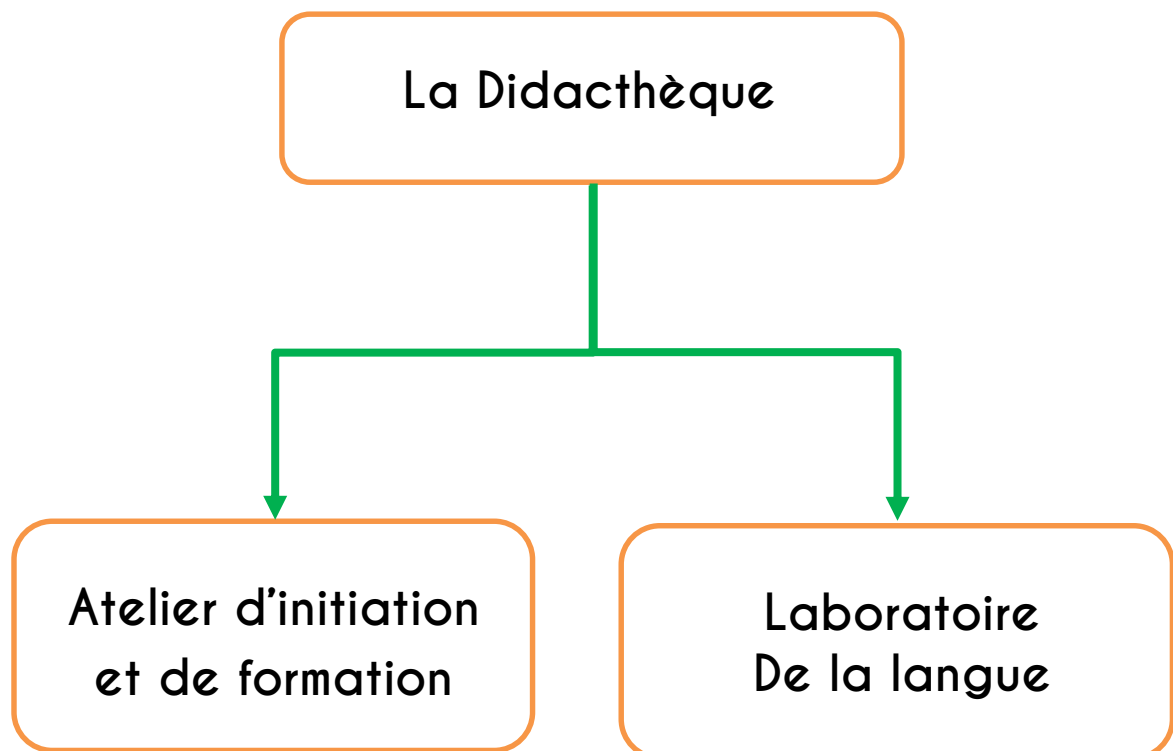 La Didacthèque
Atelier d'initiation
et de formation
Laboratoire
De la langue